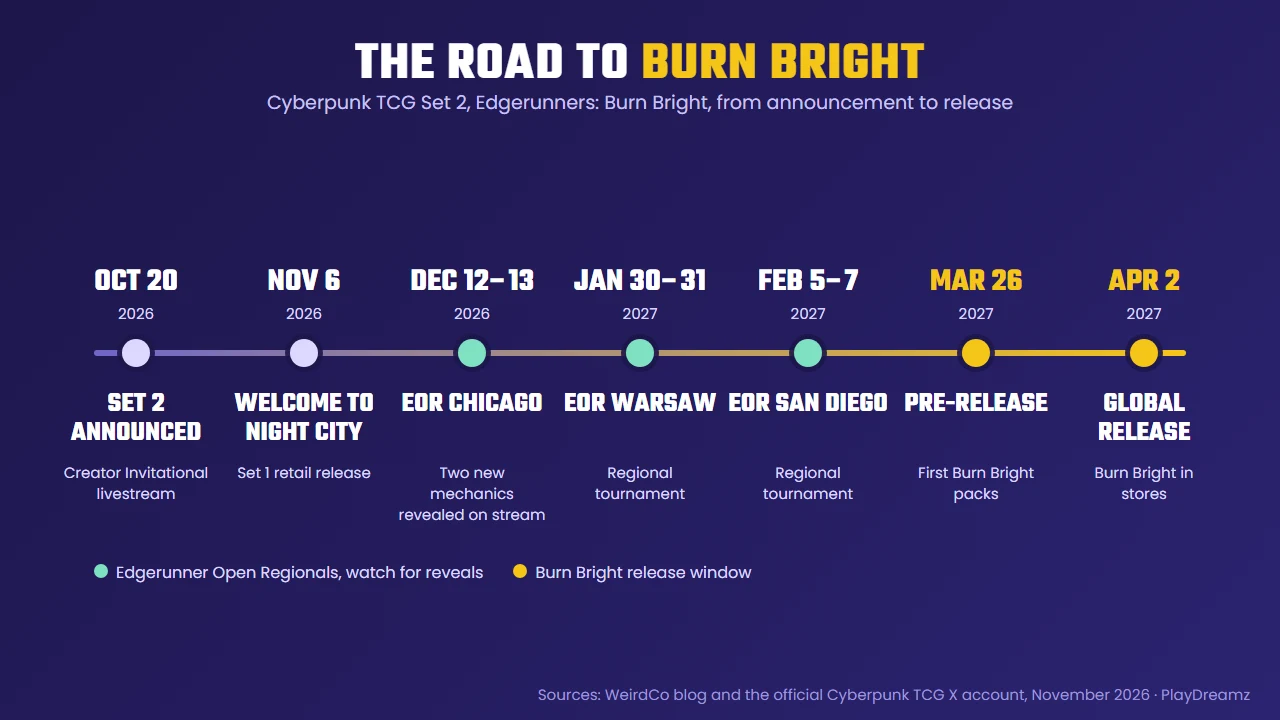 THE ROAD TO BURN BRIGHT
Cyberpunk TCG Set 2, Edgerunners: Burn Bright, from announcement to release
OCT 20
2026
SET 2
ANNOUNCED
Creator Invitational
livestream
NOV 6
2026
WELCOME TO
NIGHT CITY
Set 1 retail release
DEC 12–13
2026
EOR CHICAGO
Two new
mechanics
revealed on stream
JAN 30–31
2027
EOR WARSAW
Regional
tournament
FEB 5–7
2027
EOR SAN DIEGO
Regional
tournament
MAR 26
2027
PRE-RELEASE
First Burn Bright
packs
APR 2
2027
GLOBAL
RELEASE
Burn Bright in
stores
Edgerunner Open Regionals, watch for reveals
Burn Bright release window
Sources: WeirdCo blog and the official Cyberpunk TCG X account, November 2026 · PlayDreamz